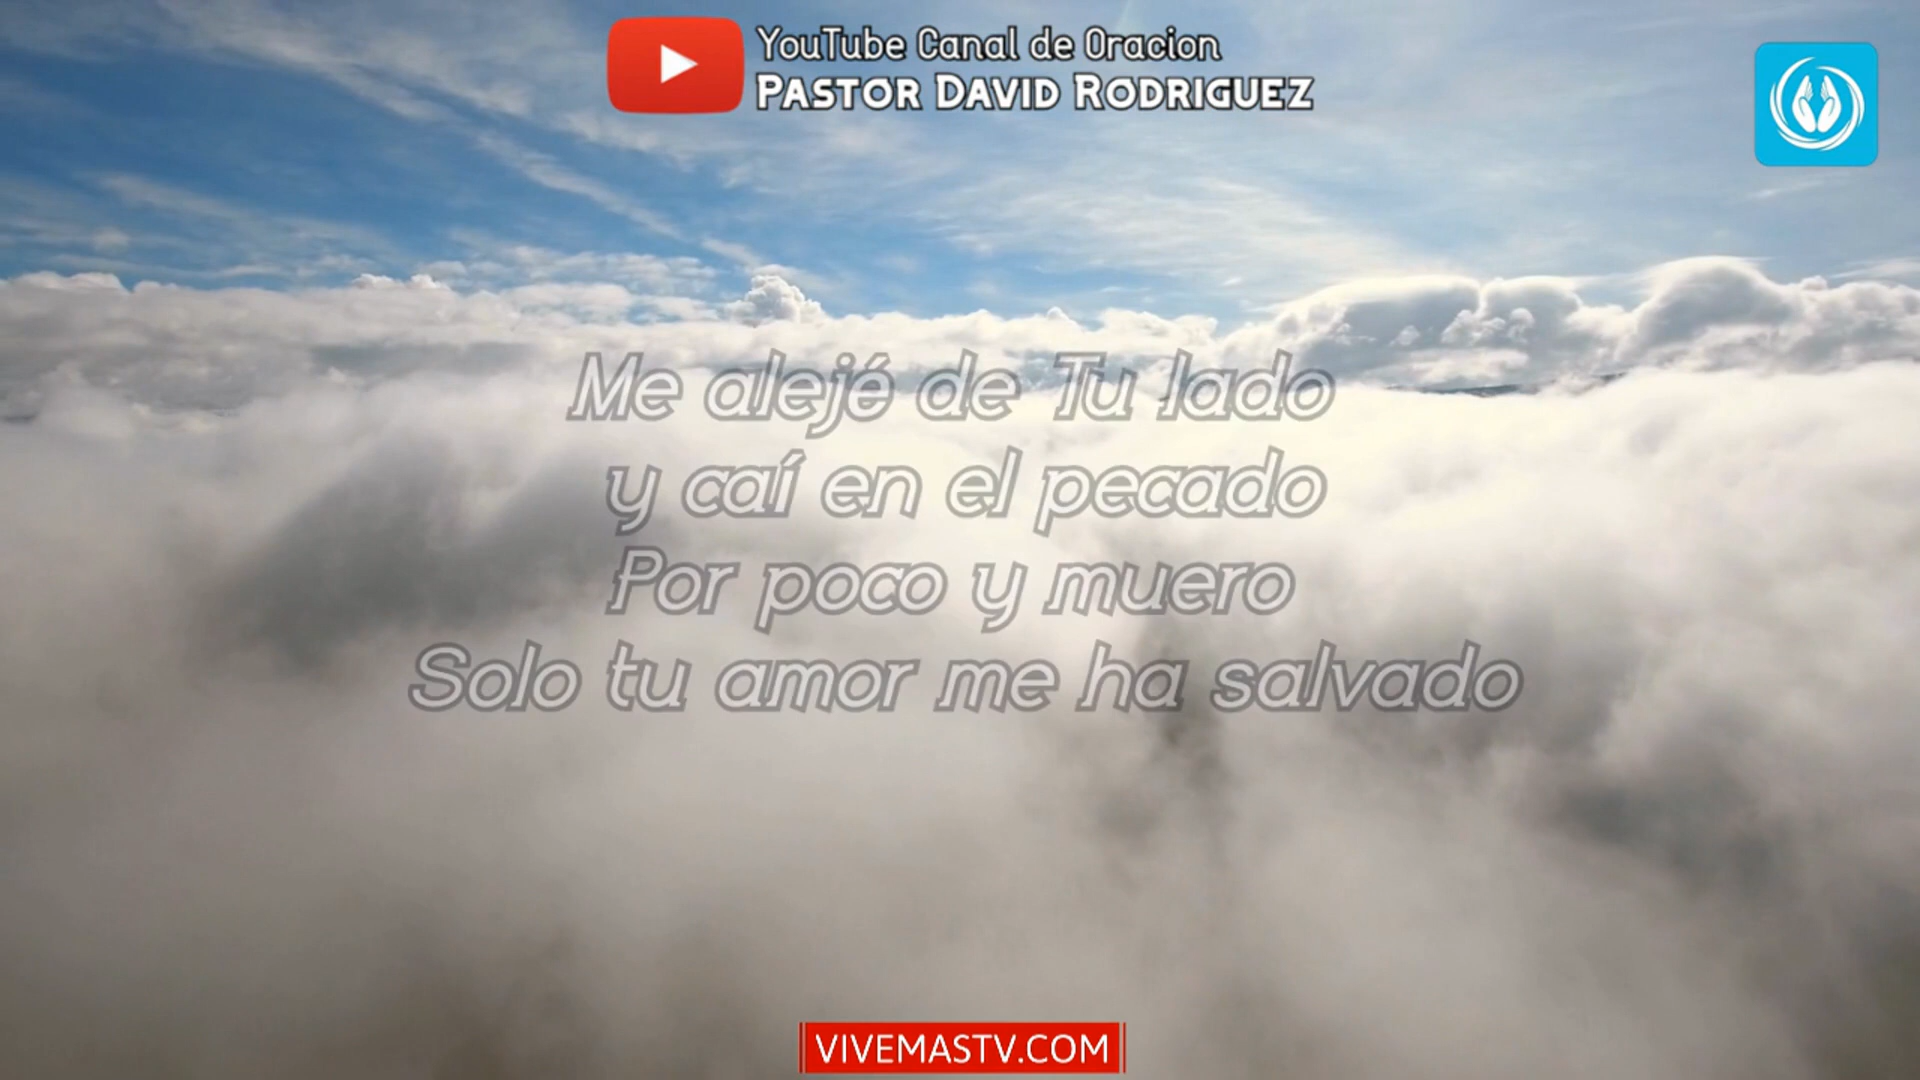 YouTube Canal de Oracion
PASTOR DAVID RODRIGUEZ
Me alejé de Tu lado
y caí en el pecado
Por poco y muero
Solo tu amor me ha salvado
VIVEMASTV.COM